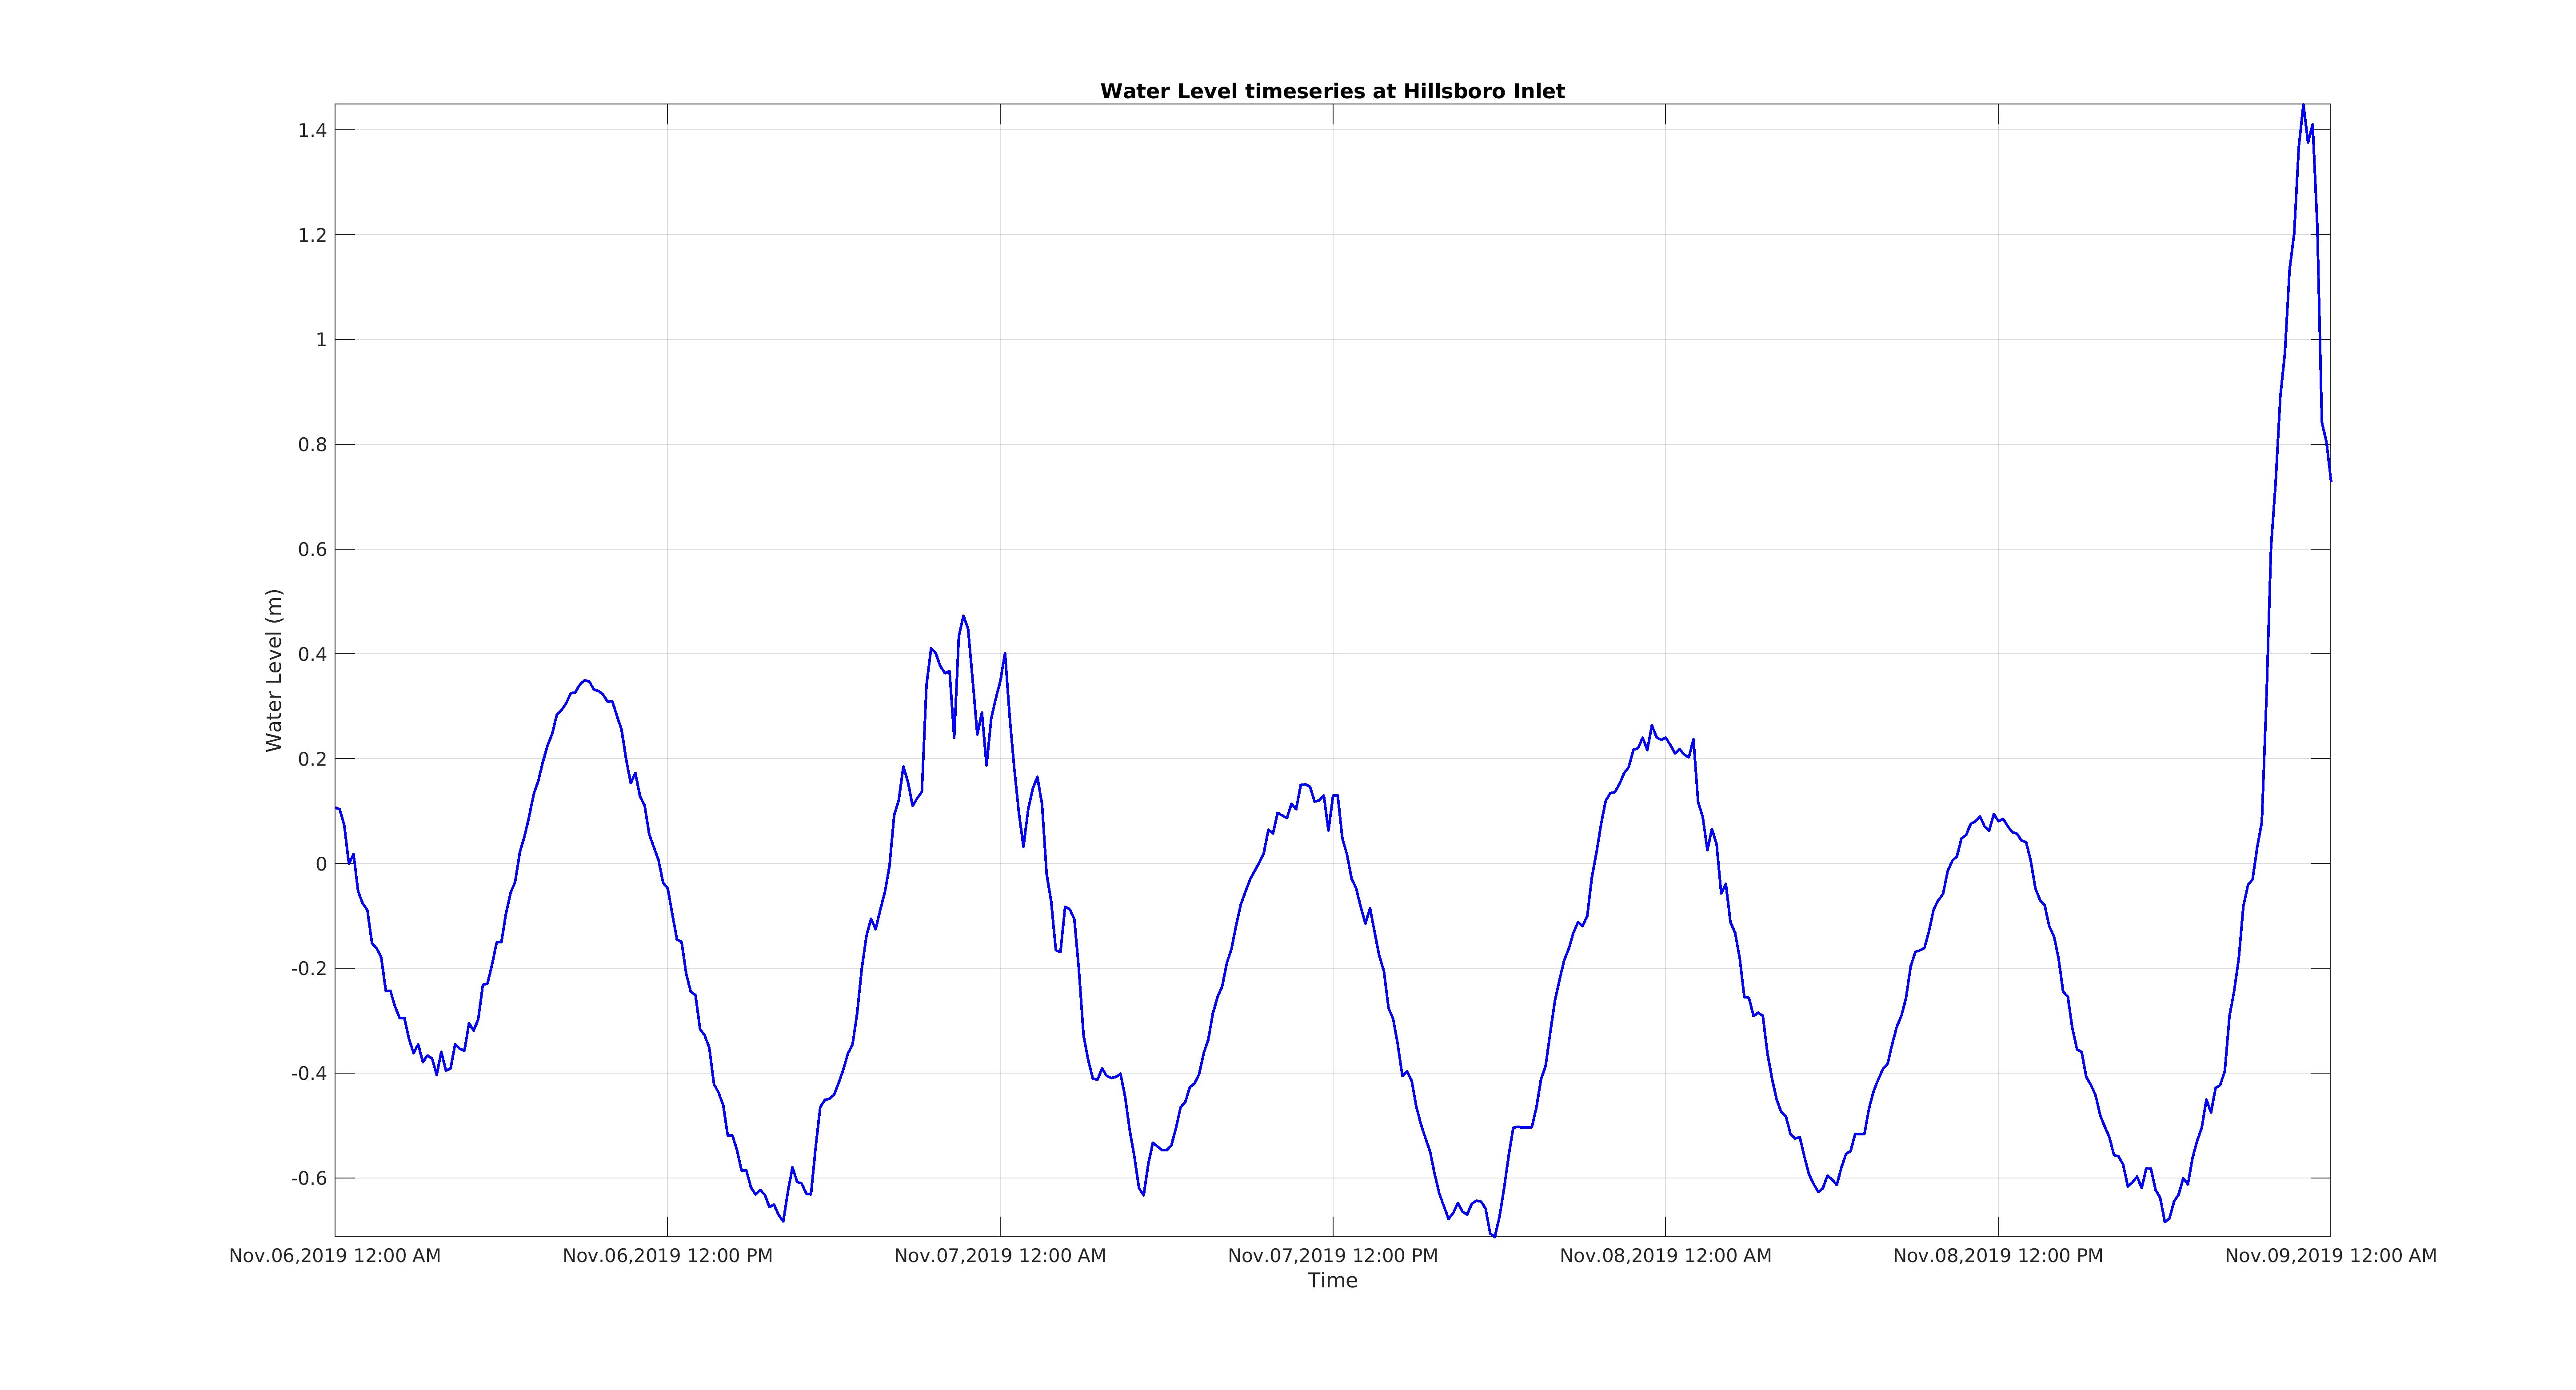 Water Level timeseries at Hillsboro Inlet
1.4
1.2
1
0.8
0.6
0.4
0.2
0
-0.2
-0.4
-0.6
Water Level (m)
Nov.06,2019 12:00 AM Nov.06,2019 12:00 PM Nov.07,2019 12:00 AM Nov.07,2019 12:00 PM Nov.08,2019 12:00 AM Nov.08,2019 12:00 PM Nov.09,2019 12:00 AM
Time